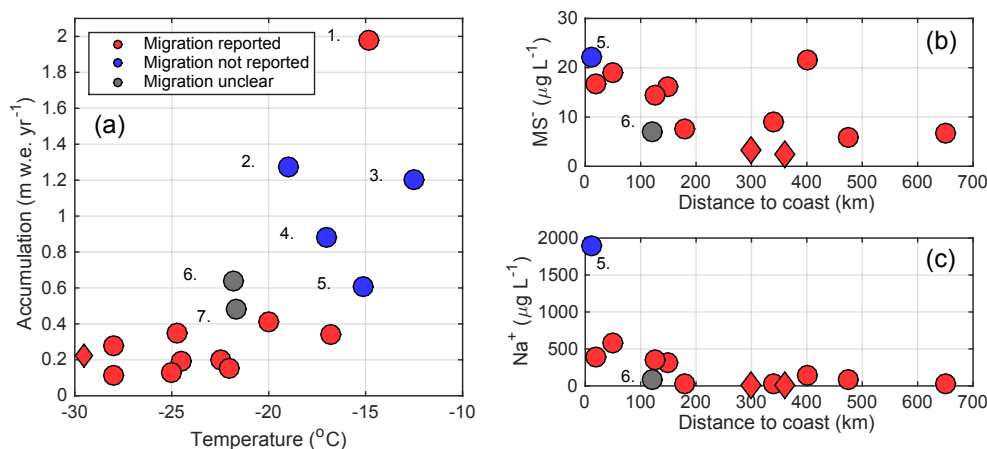 2
1.8
1.6
1.4
1.2
1
0.8
0.6
0.4
0.2
0
Accumulation (m w.e. yr⁻¹)
Migration reported
Migration not reported
Migration unclear
(a)
1.
2.
3.
4.
5.
6.
7.
-30 -25 -20 -15 -10
Temperature (°C)
(b)
30
20
10
0
MS⁻ (μg L⁻¹)
5.
6.
0 100 200 300 400 500 600 700
Distance to coast (km)
(c)
2000
1500
1000
500
0
Na⁺ (μg L⁻¹)
5.
6.
0 100 200 300 400 500 600 700
Distance to coast (km)